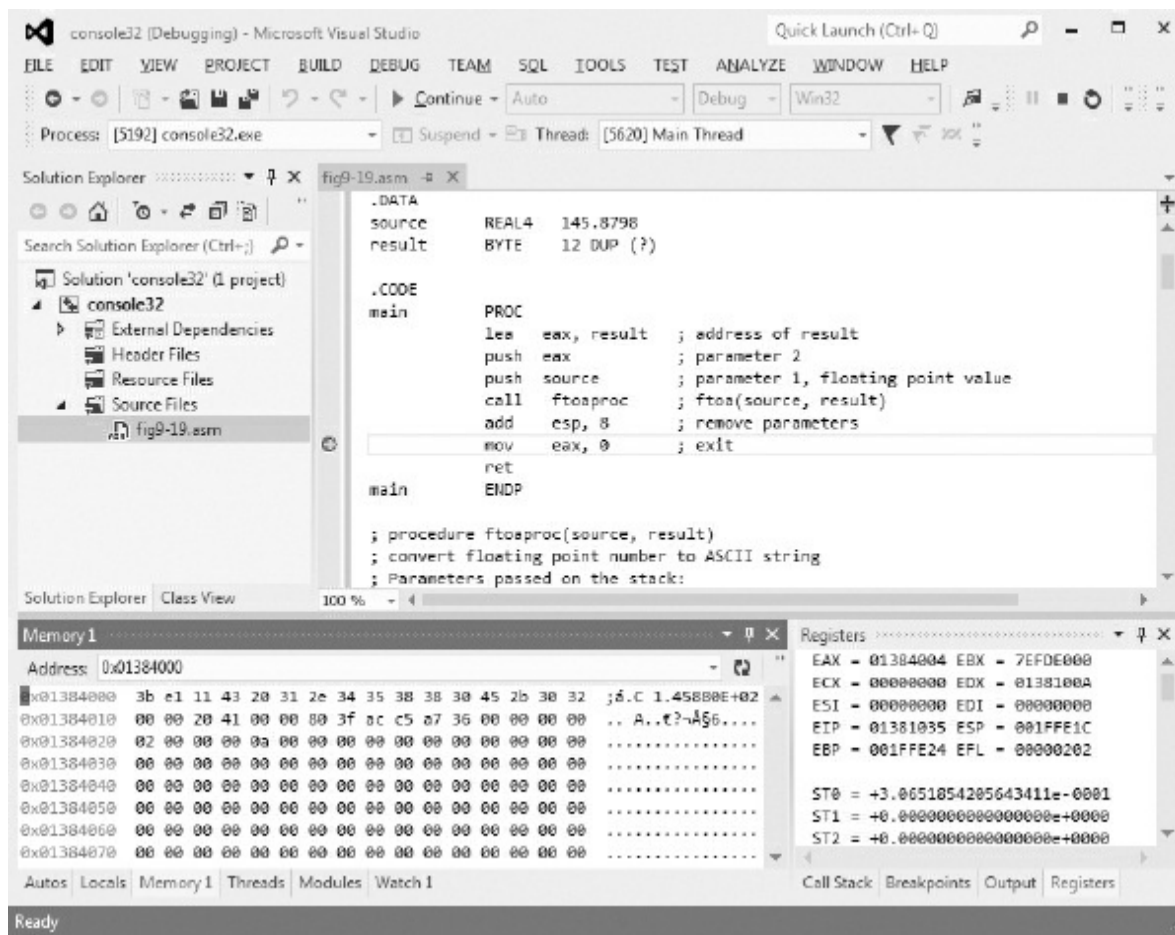 console32 (Debugging) - Microsoft Visual Studio
Quick Launch (Ctrl+Q)
FILE EDIT VIEW PROJECT BUILD DEBUG TEAM SQL TOOLS TEST ANALYZE WINDOW HELP
Continue Auto Debug Win32
Process: [5192] console32.exe Suspend Thread: [5620] Main Thread
Solution Explorer
Search Solution Explorer (Ctrl+;)
Solution 'console32' (1 project)
console32
External Dependencies
Header Files
Resource Files
Source Files
fig9-19.asm
Solution Explorer Class View
fig9-19.asm
.DATA
source REAL4 145.8798
result BYTE 12 DUP (?)
.CODE
main PROC
lea eax, result ; address of result
push eax ; parameter 2
push source ; parameter 1, floating point value
call ftoaproc ; ftoa(source, result)
add esp, 8 ; remove parameters
mov eax, 0 ; exit
ret
main ENDP
; procedure ftoaproc(source, result)
; convert floating point number to ASCII string
; Parameters passed on the stack:
100 %
Memory 1
Address: 0x01384000
0x01384000 3b e1 11 43 20 31 2e 34 35 38 38 30 45 2b 30 32 ;á.C 1.45880E+02
0x01384010 00 00 20 41 00 00 80 3f ac c5 a7 36 00 00 00 00 .. A..€?¬Å§6....
0x01384020 02 00 00 00 0a 00 00 00 00 00 00 00 00 00 00 00 ................
0x01384030 00 00 00 00 00 00 00 00 00 00 00 00 00 00 00 00 ................
0x01384040 00 00 00 00 00 00 00 00 00 00 00 00 00 00 00 00 ................
0x01384050 00 00 00 00 00 00 00 00 00 00 00 00 00 00 00 00 ................
0x01384060 00 00 00 00 00 00 00 00 00 00 00 00 00 00 00 00 ................
0x01384070 00 00 00 00 00 00 00 00 00 00 00 00 00 00 00 00 ................
Autos Locals Memory 1 Threads Modules Watch 1
Registers
EAX = 01384004 EBX = 7EFDE000
ECX = 00000000 EDX = 0138100A
ESI = 00000000 EDI = 00000000
EIP = 01381035 ESP = 001FFE1C
EBP = 001FFE24 EFL = 00000202
ST0 = +3.0651854205643411e-0001
ST1 = +0.0000000000000000e+0000
ST2 = +0.0000000000000000e+0000
Call Stack Breakpoints Output Registers
Ready